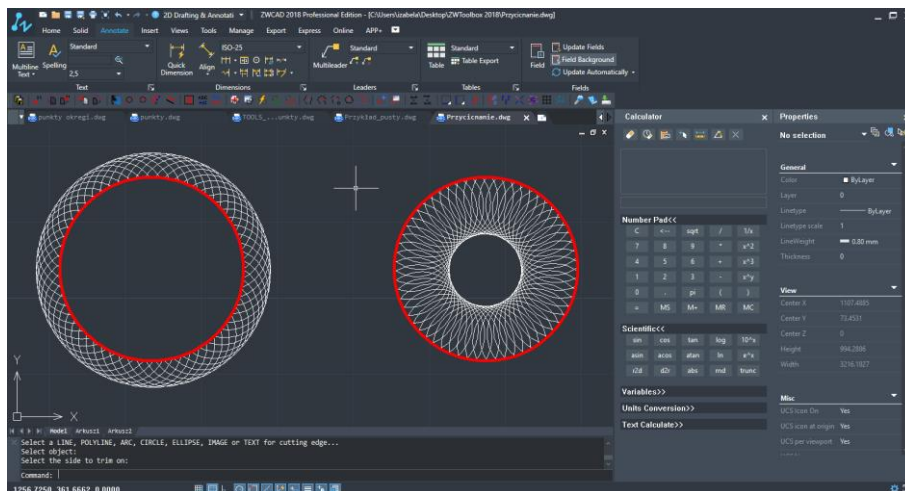 2D Drafting & Annotati
ZWCAD 2018 Professional Edition - [C:\Users\izabela\Desktop\ZWToolbox 2018\Przycicnanie.dwg]
Home Solid Annotate Insert Views Tools Manage Export Express Online APP+
Multiline Text
Spelling
Standard
2,5
Text
Quick Dimension
Align
ISO-25
Dimensions
Multileader
Standard
Leaders
Table
Standard
Table Export
Tables
Field
Update Fields
Field Background
Update Automatically
Fields
punkty okregi.dwg
punkty.dwg
TOOLS_...unkty.dwg
Przyklad_pusty.dwg
Przycicnanie.dwg
Y
X
Model Arkusz1 Arkusz2
Select a LINE, POLYLINE, ARC, CIRCLE, ELLIPSE, IMAGE or TEXT for cutting edge...
Select object:
Select the side to trim on:
Command:
1256.7250, 361.6662, 0.0000
Calculator
Number Pad<<
C <-- sqrt / 1/x
7 8 9 * x^2
4 5 6 + x^3
1 2 3 - x^y
0 . pi ( )
= MS M+ MR MC
Scientific<<
sin cos tan log 10^x
asin acos atan ln e^x
r2d d2r abs rnd trunc
Variables>>
Units Conversion>>
Text Calculate>>
Properties
No selection
General
Color ByLayer
Layer 0
Linetype ByLayer
Linetype scale 1
LineWeight 0.80 mm
Thickness 0
View
Center X 1107.4885
Center Y 73.4531
Center Z 0
Height 994.2898
Width 3216.1927
Misc
UCS Icon On Yes
UCS icon at origin Yes
UCS per viewport Yes